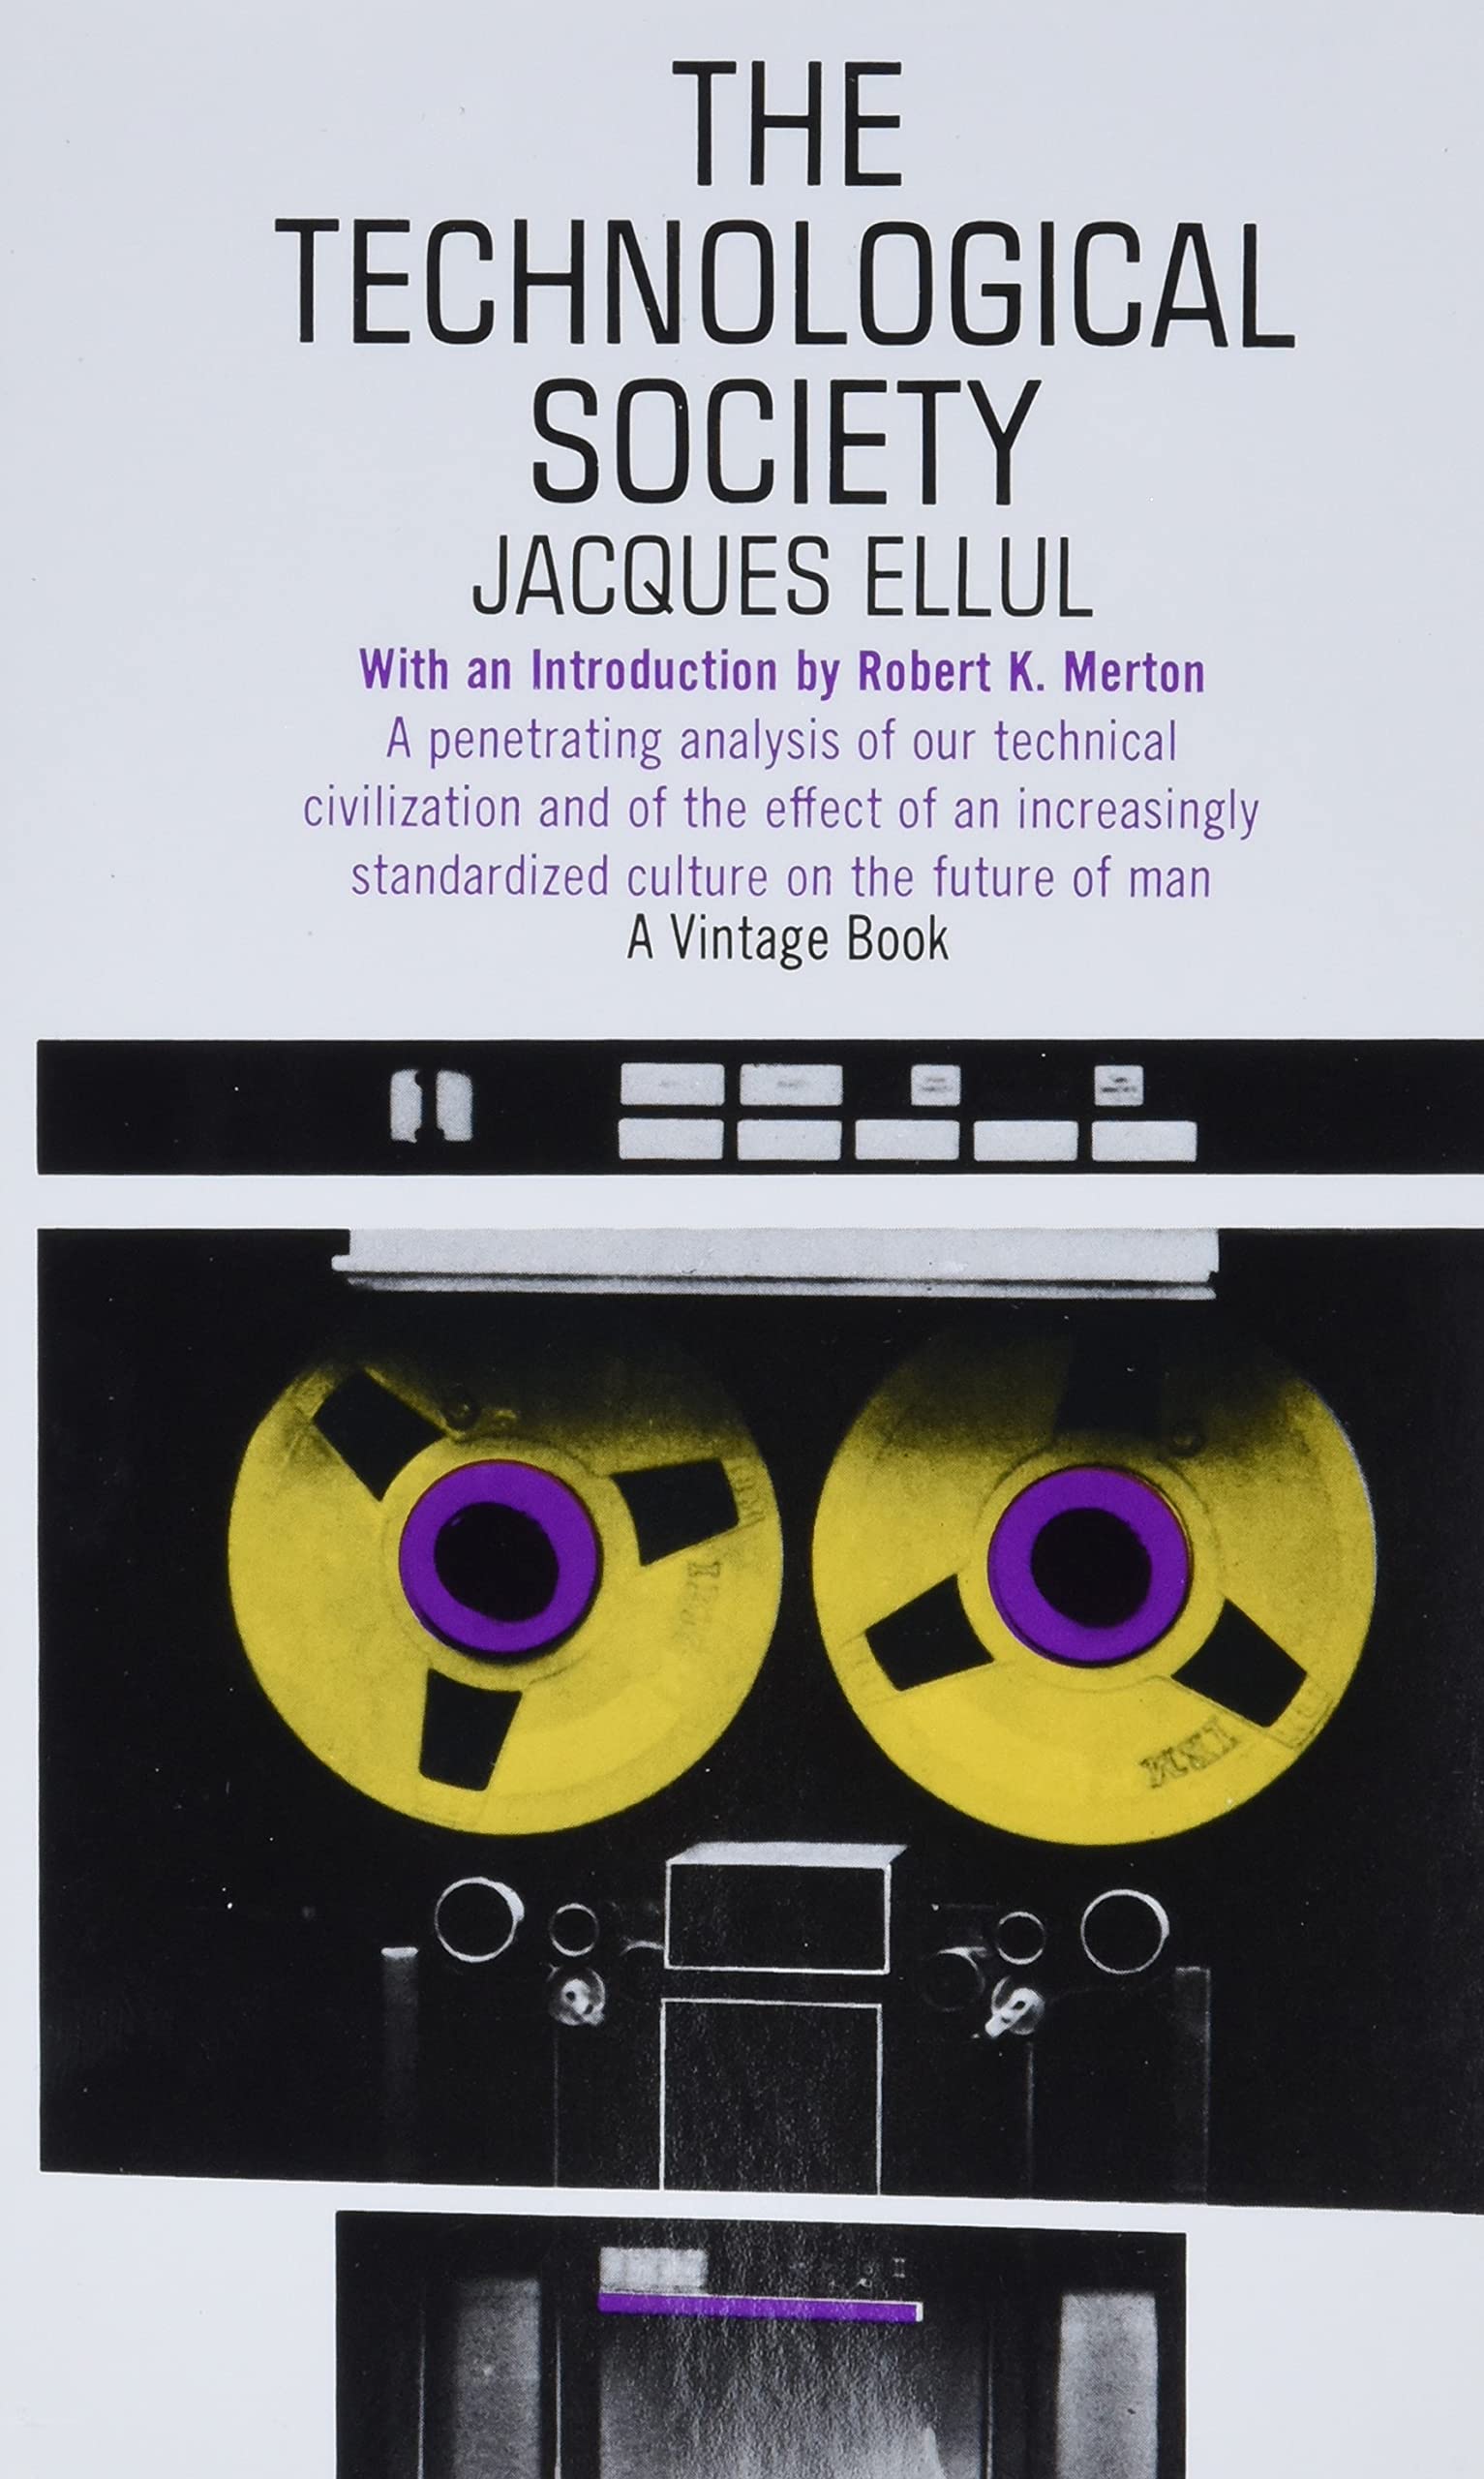 THE
TECHNOLOGICAL
SOCIETY
JACQUES ELLUL
With an Introduction by Robert K. Merton
A penetrating analysis of our technical
civilization and of the effect of an increasingly
standardized culture on the future of man
A Vintage Book
IBM